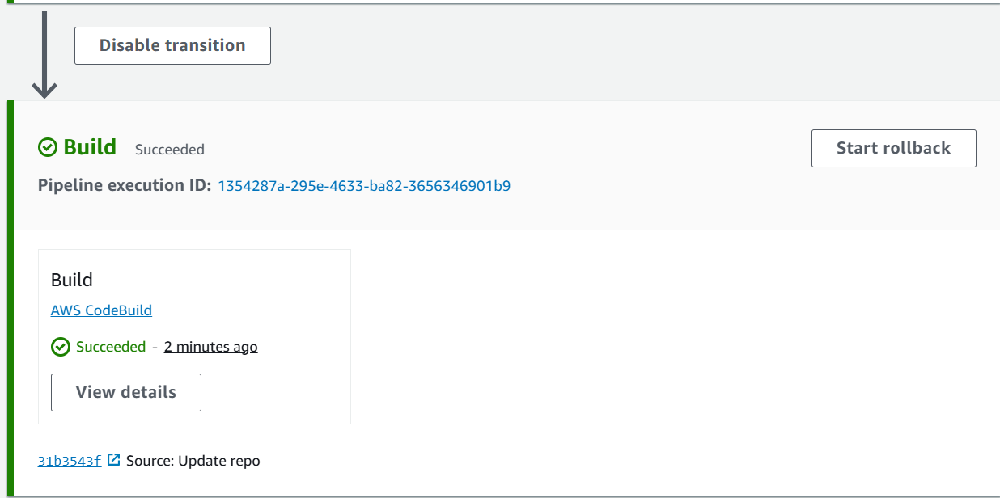 Disable transition
Build Succeeded
Start rollback
Pipeline execution ID: 1354287a-295e-4633-ba82-3656346901b9
Build
AWS CodeBuild
Succeeded - 2 minutes ago
View details
31b3543f Source: Update repo